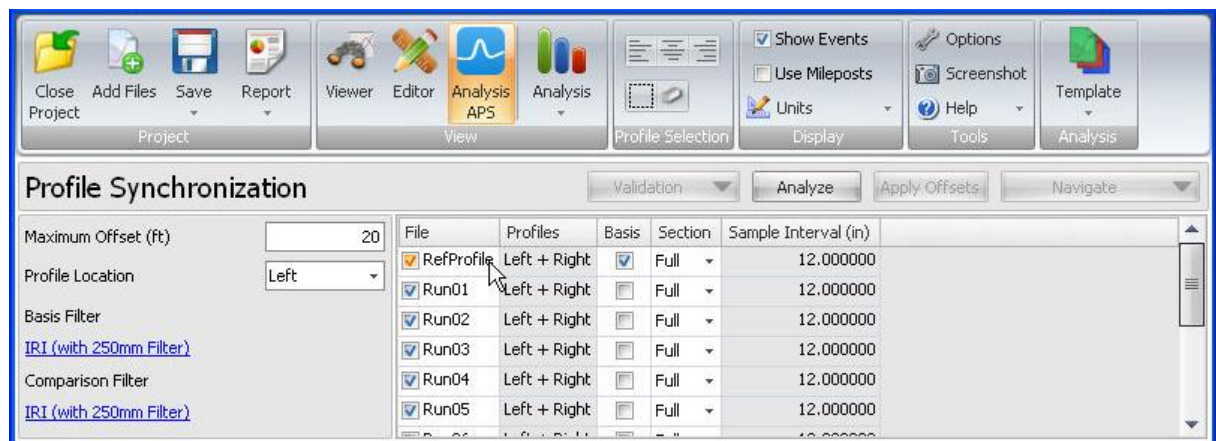 Close Project
Add Files
Save
Report
Viewer
Editor
Analysis APS
Analysis
Show Events
Use Mileposts
Units
Options
Screenshot
Help
Template
Project
View
Profile Selection
Display
Tools
Analysis
Profile Synchronization
Validation
Analyze
Apply Offsets
Navigate
Maximum Offset (ft) 20
Profile Location Left
Basis Filter
IRI (with 250mm Filter)
Comparison Filter
IRI (with 250mm Filter)
File Profiles Basis Section Sample Interval (in)
RefProfile Left + Right Full 12.000000
Run01 Left + Right Full 12.000000
Run02 Left + Right Full 12.000000
Run03 Left + Right Full 12.000000
Run04 Left + Right Full 12.000000
Run05 Left + Right Full 12.000000